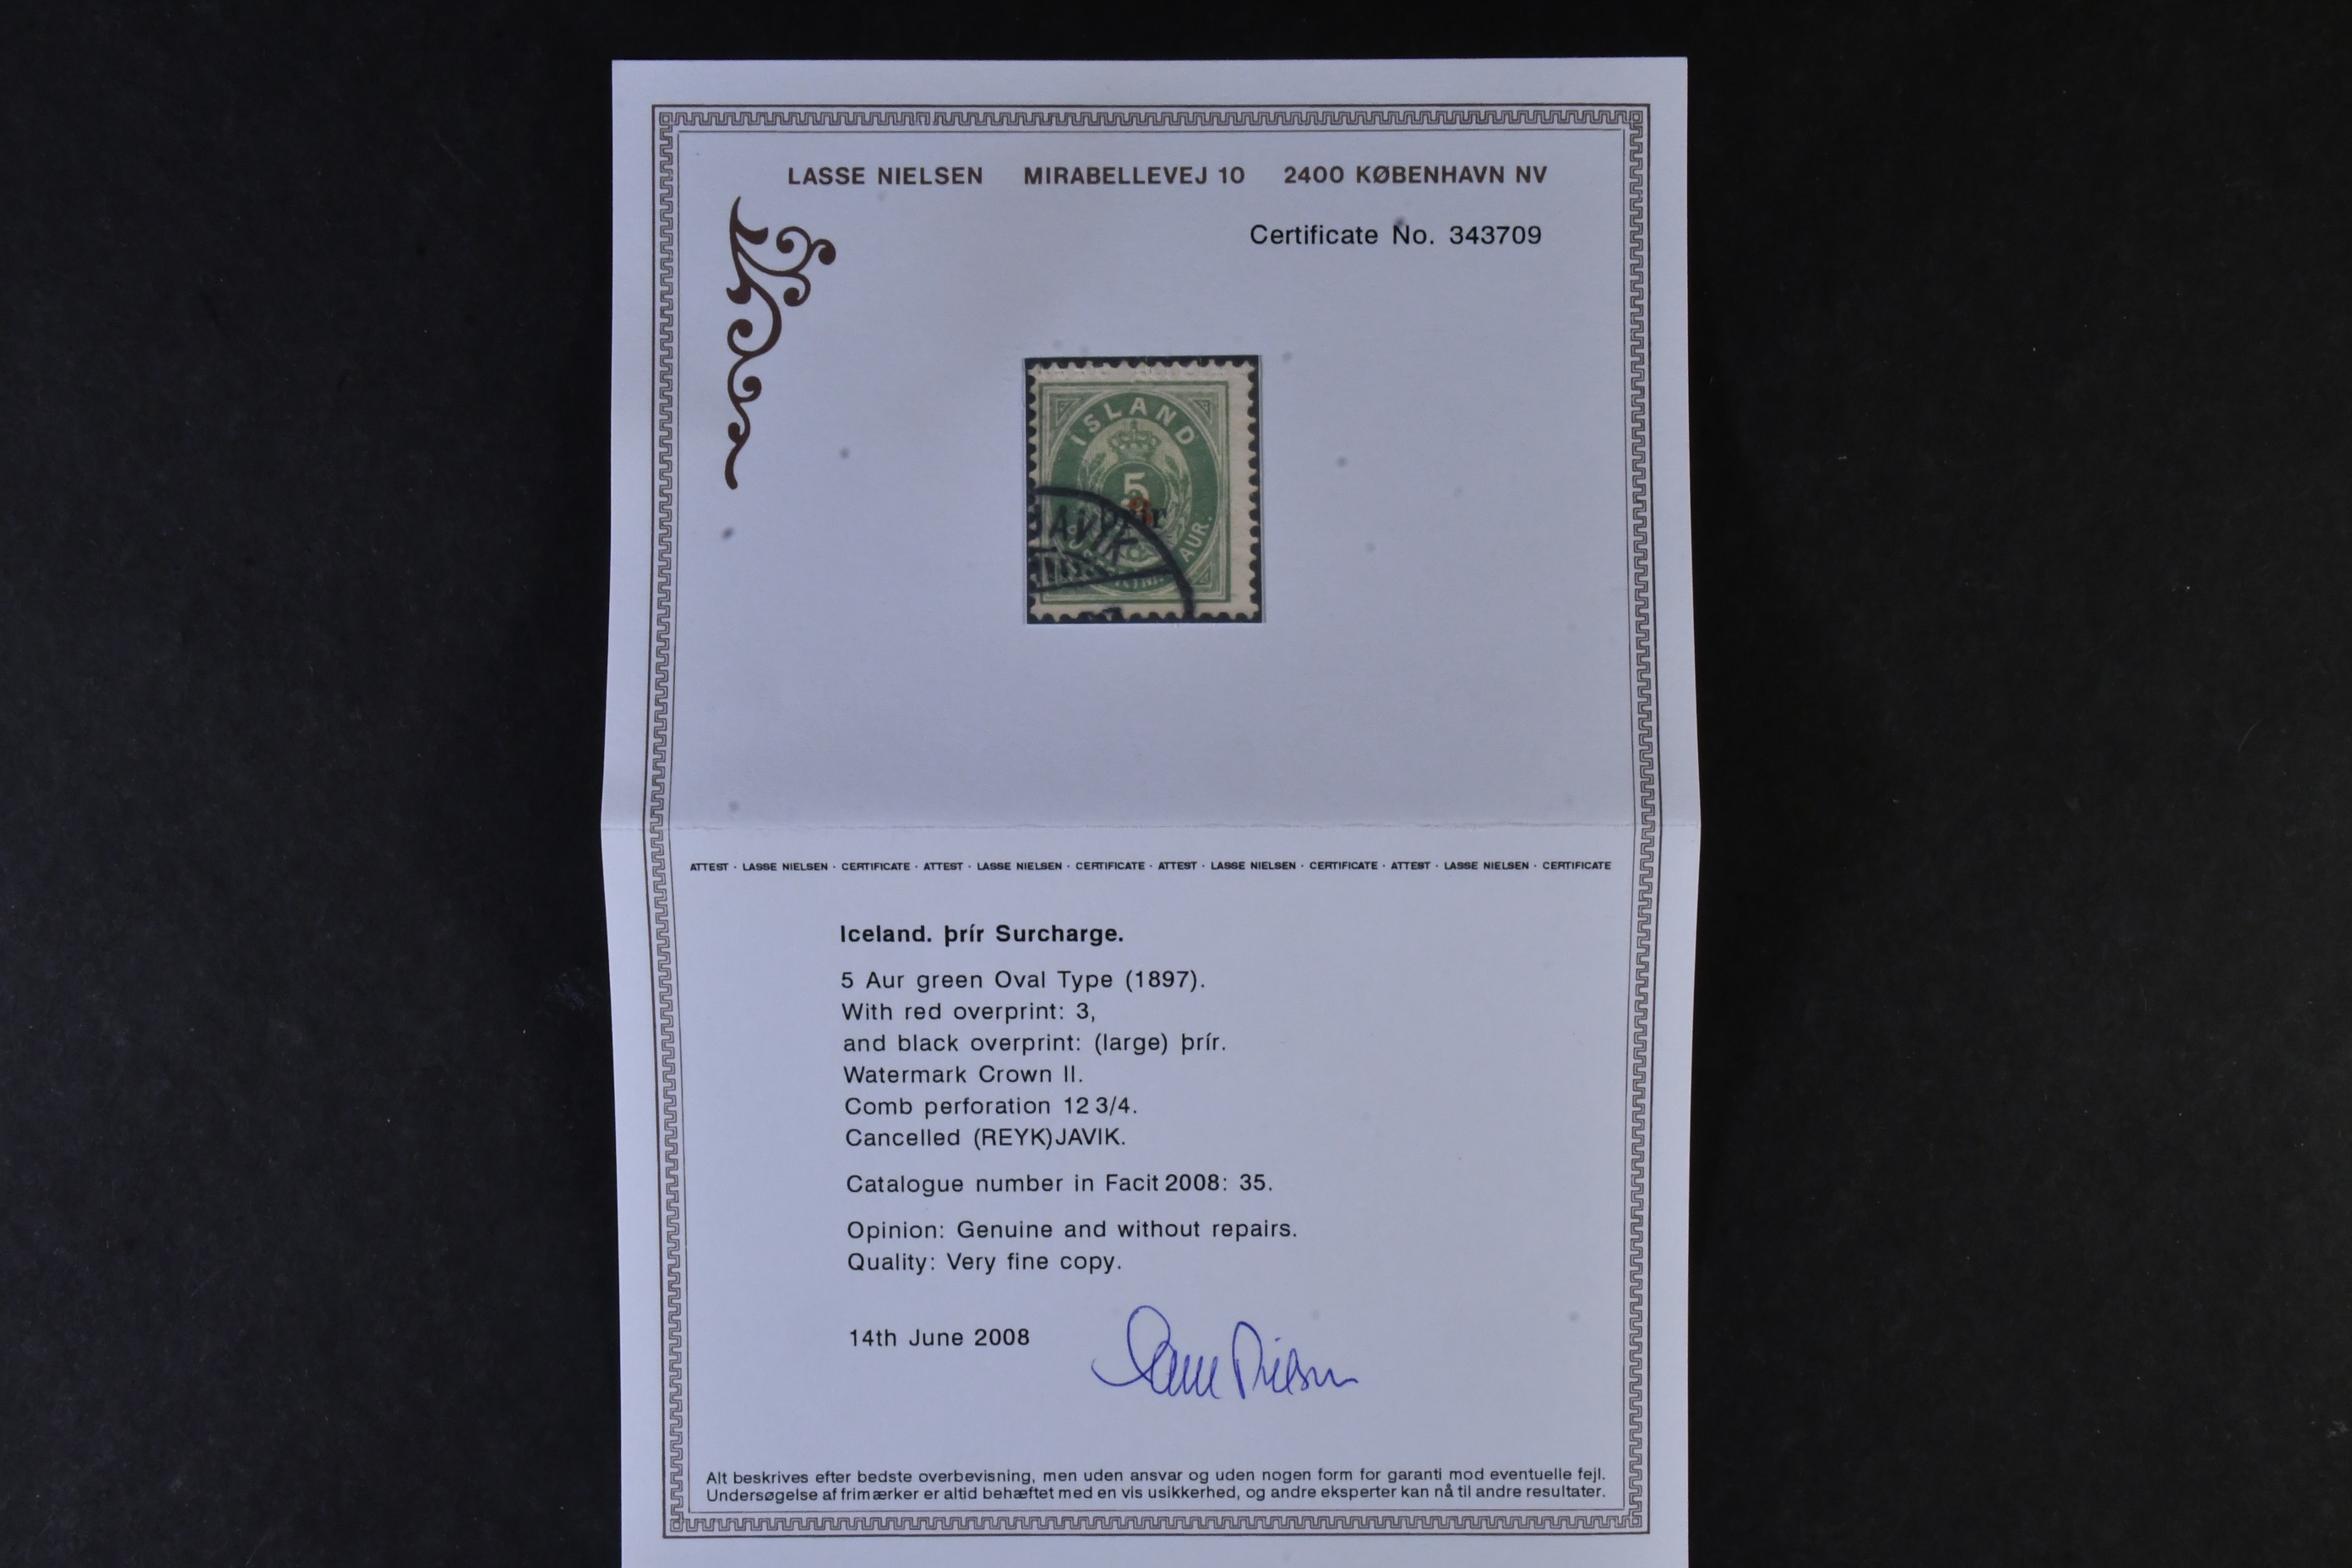 LASSE NIELSEN MIRABELLEVEJ 10 2400 KØBENHAVN NV
Certificate No. 343709
ISLAND
5
3
AUR.
AVIK
ATTEST · LASSE NIELSEN · CERTIFICATE · ATTEST · LASSE NIELSEN · CERTIFICATE · ATTEST · LASSE NIELSEN · CERTIFICATE · ATTEST · LASSE NIELSEN · CERTIFICATE
Iceland. þrír Surcharge.
5 Aur green Oval Type (1897).
With red overprint: 3,
and black overprint: (large) þrír.
Watermark Crown II.
Comb perforation 12 3/4.
Cancelled (REYK)JAVIK.
Catalogue number in Facit 2008: 35.
Opinion: Genuine and without repairs.
Quality: Very fine copy.
14th June 2008
Lasse Nielsen
Alt beskrives efter bedste overbevisning, men uden ansvar og uden nogen form for garanti mod eventuelle fejl.
Undersøgelse af frimærker er altid behæftet med en vis usikkerhed, og andre eksperter kan nå til andre resultater.